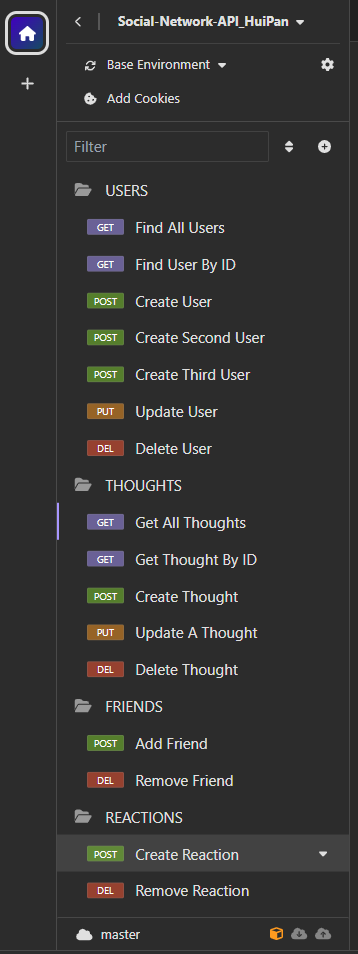 Social-Network-API_HuiPan
Base Environment
Add Cookies
Filter
USERS
GET Find All Users
GET Find User By ID
POST Create User
POST Create Second User
POST Create Third User
PUT Update User
DEL Delete User
THOUGHTS
GET Get All Thoughts
GET Get Thought By ID
POST Create Thought
PUT Update A Thought
DEL Delete Thought
FRIENDS
POST Add Friend
DEL Remove Friend
REACTIONS
POST Create Reaction
DEL Remove Reaction
master